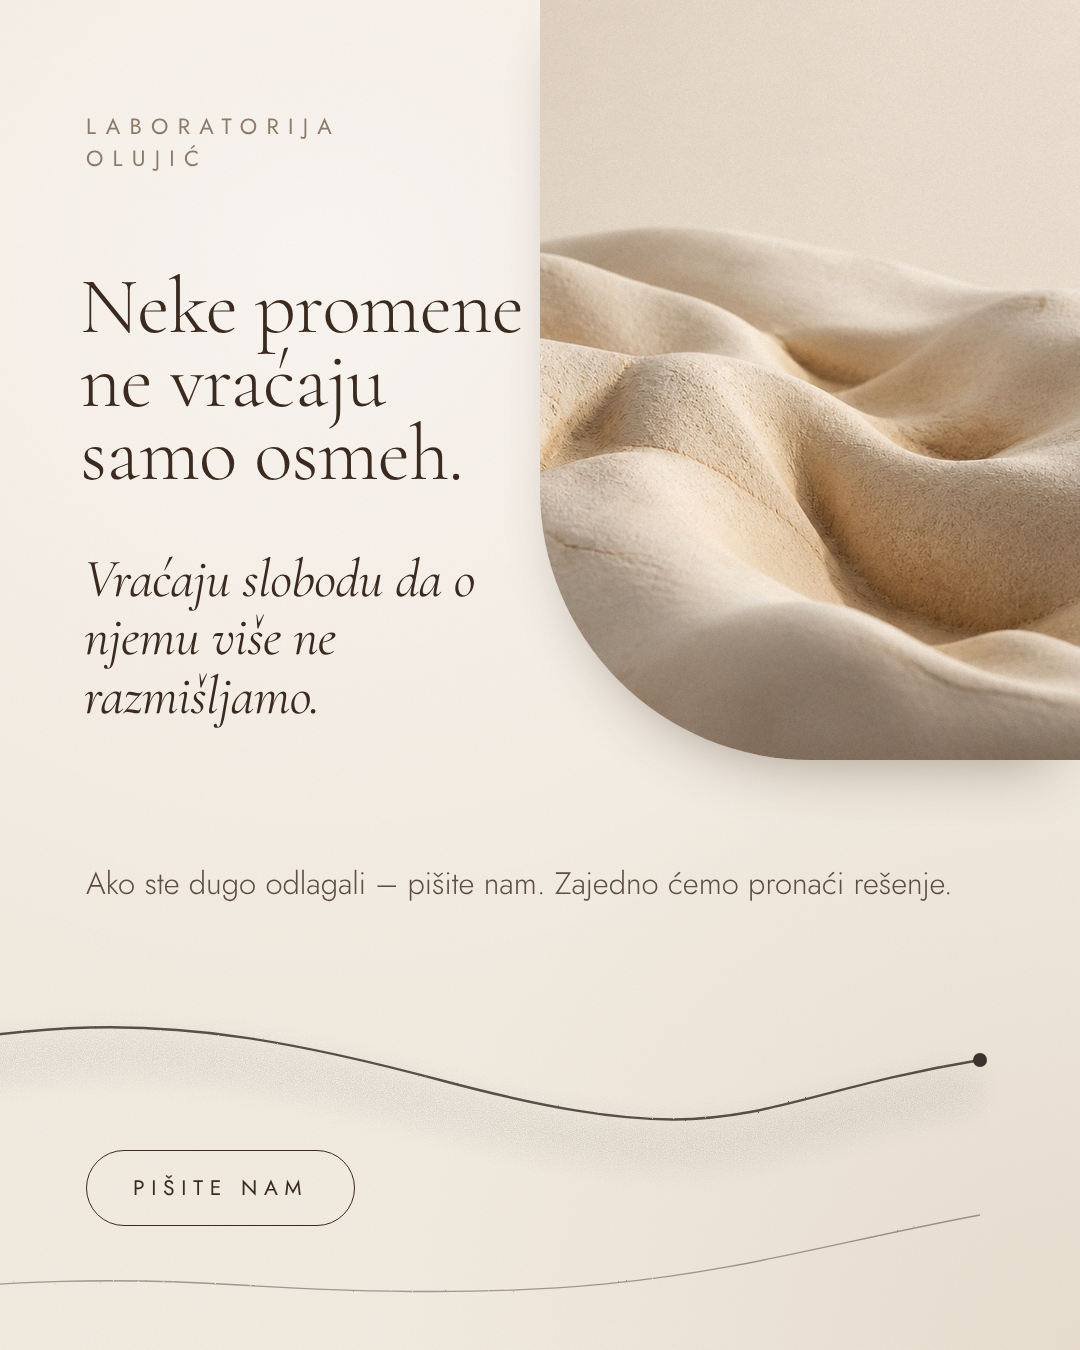 LABORATORIJA
OLUJIĆ
Neke promene
ne vraćaju
samo osmeh.
Vraćaju slobodu da o
njemu više ne
razmišljamo.
Ako ste dugo odlagali – pišite nam. Zajedno ćemo pronaći rešenje.
PIŠITE NAM